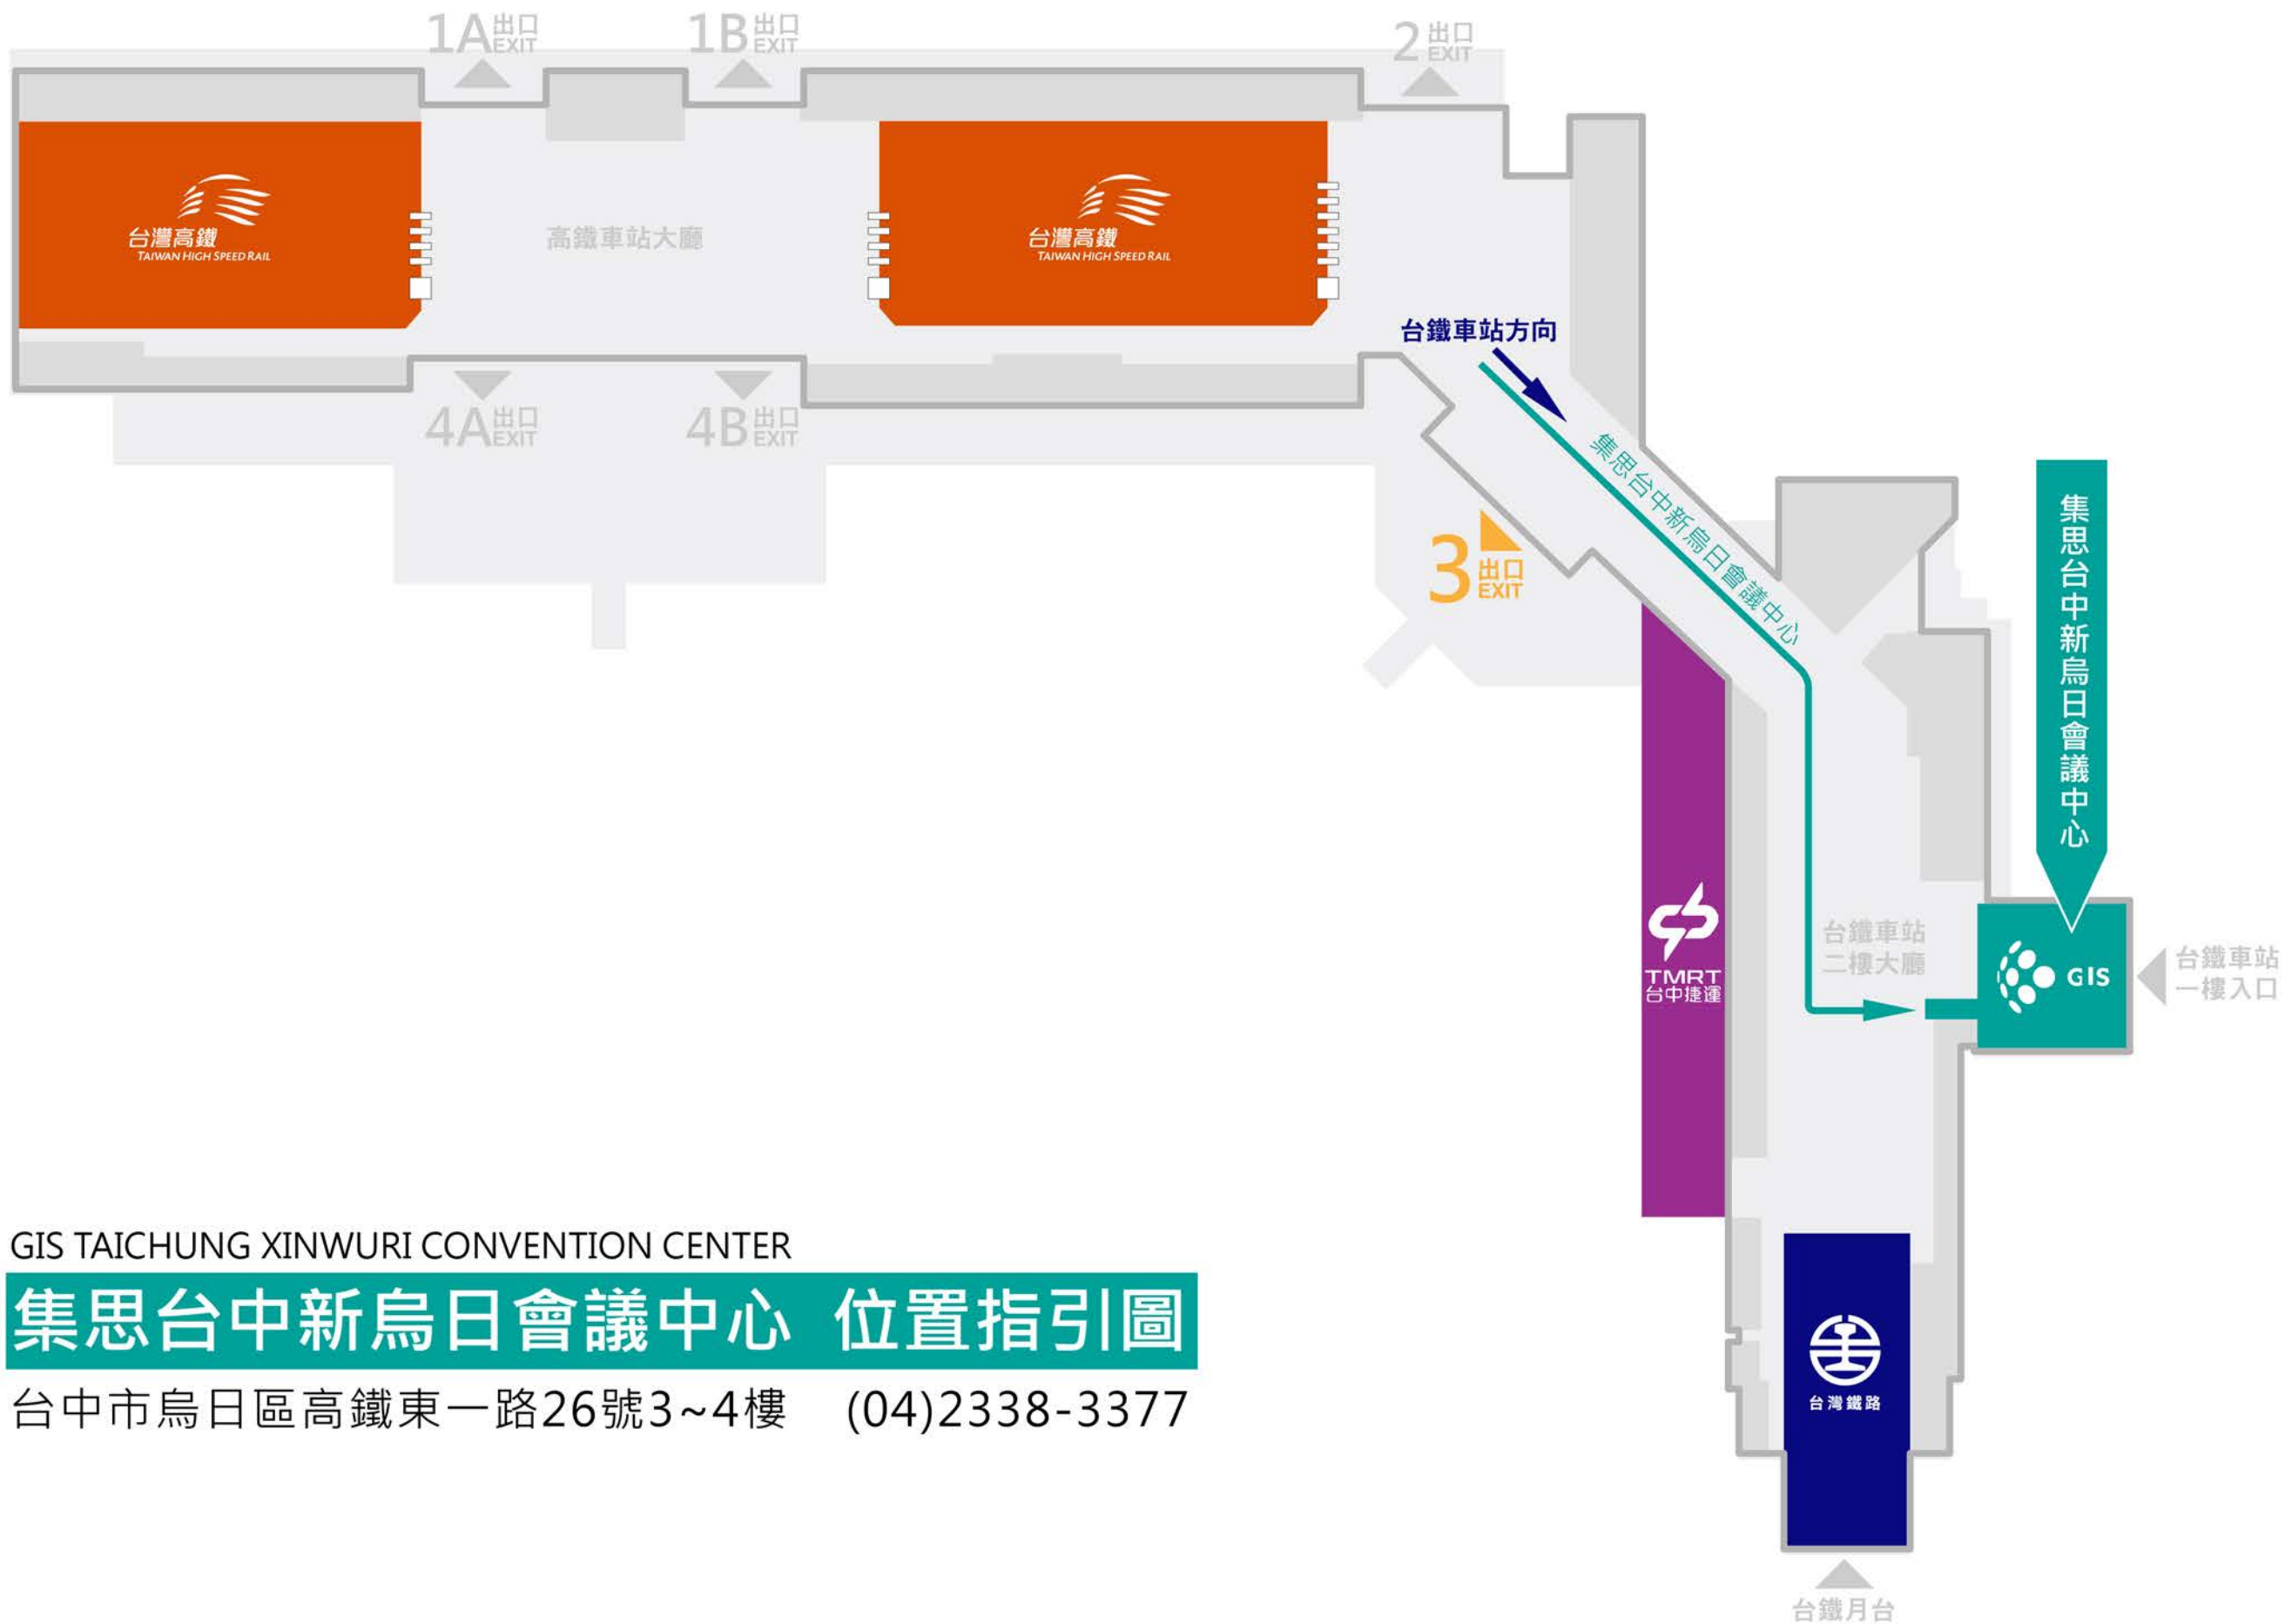 1A出口
EXIT
1B出口
EXIT
2出口
EXIT
台灣高鐵
TAIWAN HIGH SPEED RAIL
高鐵車站大廳
台灣高鐵
TAIWAN HIGH SPEED RAIL
台鐵車站方向
4A出口
EXIT
4B出口
EXIT
集思台中新烏日會議中心
3出口
EXIT
集思台中新烏日會議中心
TMRT
台中捷運
台鐵車站
二樓大廳
GIS
台鐵車站
一樓入口
GIS TAICHUNG XINWURI CONVENTION CENTER
集思台中新烏日會議中心 位置指引圖
台中市烏日區高鐵東一路26號3~4樓 (04)2338-3377
台灣鐵路
台鐵月台